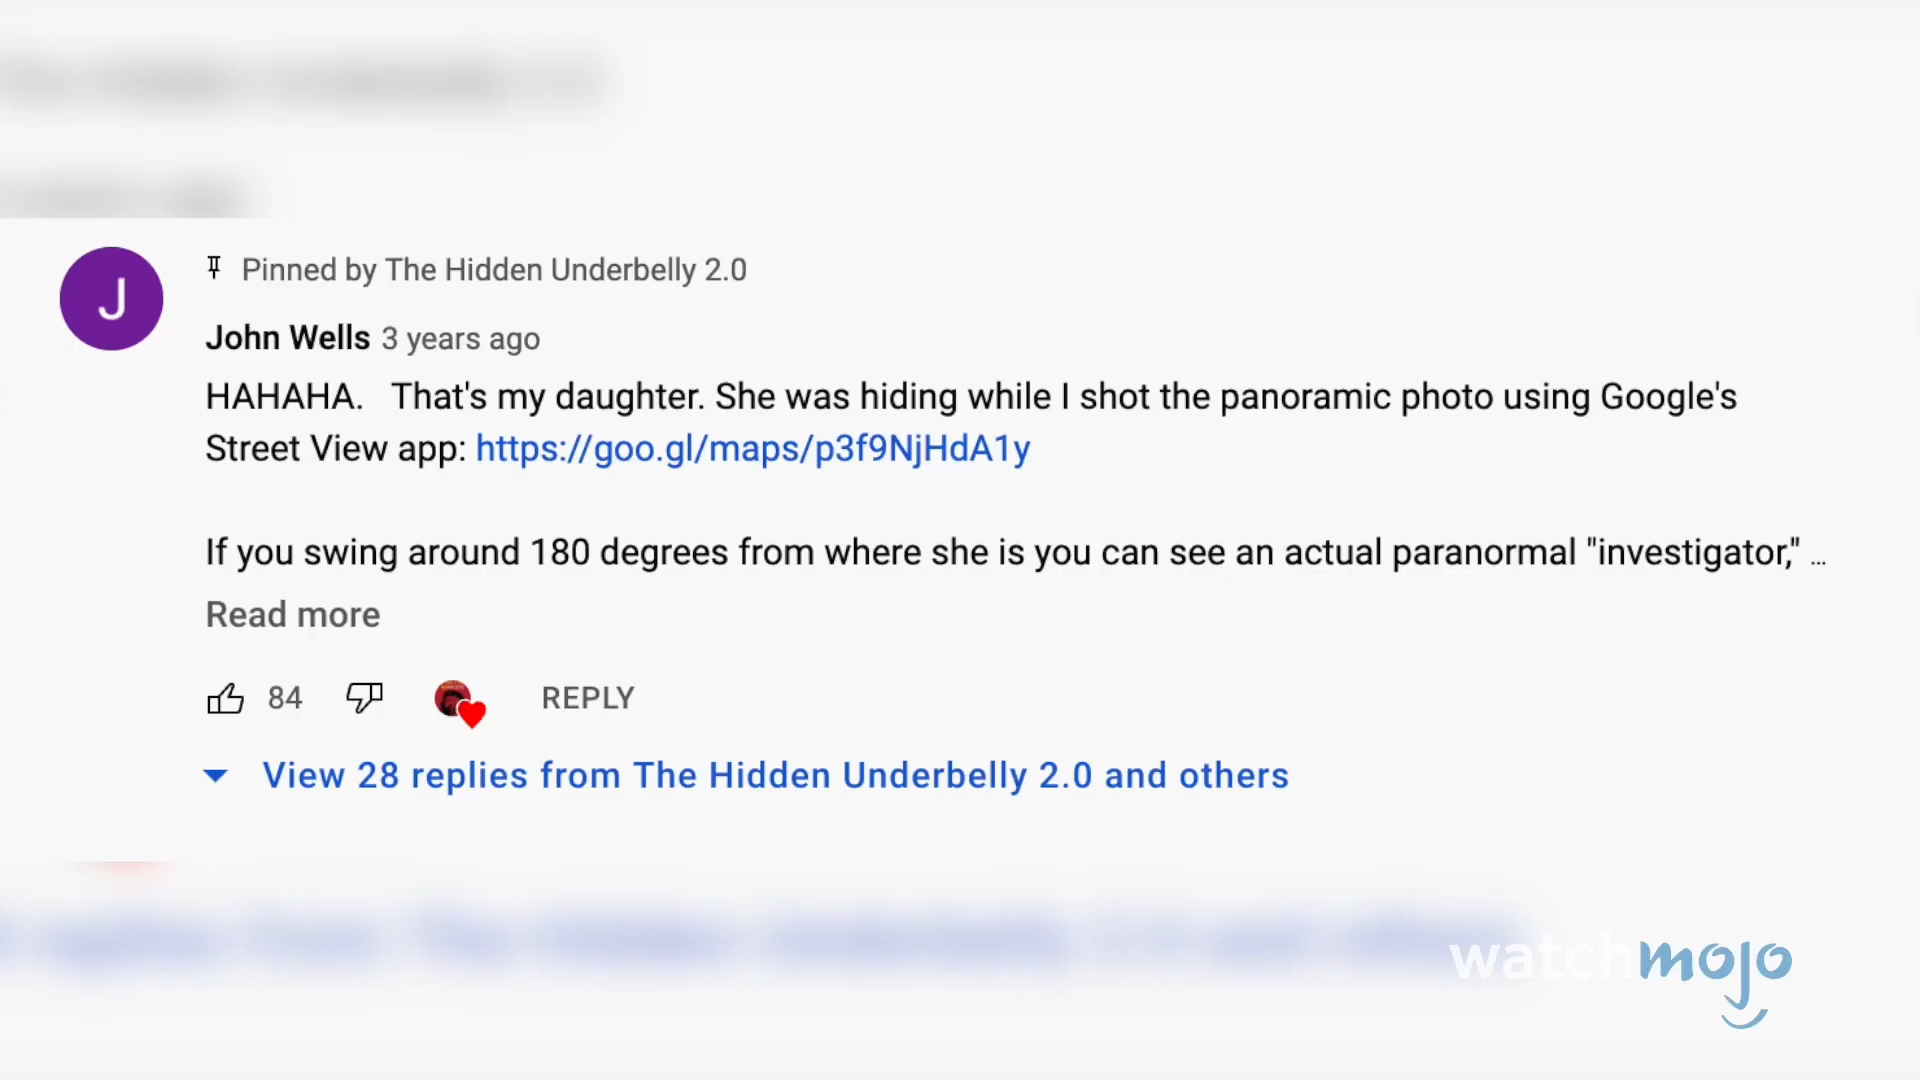 J
Pinned by The Hidden Underbelly 2.0
John Wells 3 years ago
HAHAHA. That's my daughter. She was hiding while I shot the panoramic photo using Google's
Street View app: https://goo.gl/maps/p3f9NjHdA1y
If you swing around 180 degrees from where she is you can see an actual paranormal "investigator," ...
Read more
84 REPLY
View 28 replies from The Hidden Underbelly 2.0 and others
watchmojo